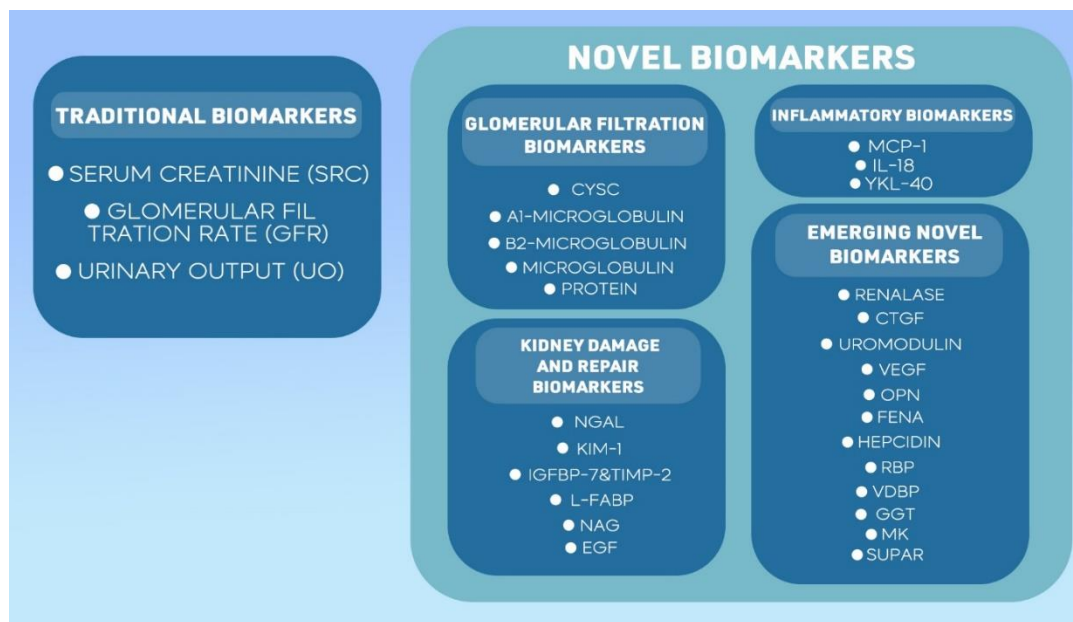 TRADITIONAL BIOMARKERS
● SERUM CREATININE (SRC)
● GLOMERULAR FIL
TRATION RATE (GFR)
● URINARY OUTPUT (UO)
NOVEL BIOMARKERS
GLOMERULAR FILTRATION
BIOMARKERS
● CYSC
● A1-MICROGLOBULIN
● B2-MICROGLOBULIN
● MICROGLOBULIN
● PROTEIN
KIDNEY DAMAGE
AND REPAIR
BIOMARKERS
● NGAL
● KIM-1
● IGFBP-7&TIMP-2
● L-FABP
● NAG
● EGF
INFLAMMATORY BIOMARKERS
● MCP-1
● IL-18
● YKL-40
EMERGING NOVEL
BIOMARKERS
● RENALASE
● CTGF
● UROMODULIN
● VEGF
● OPN
● FENA
● HEPCIDIN
● RBP
● VDBP
● GGT
● MK
● SUPAR